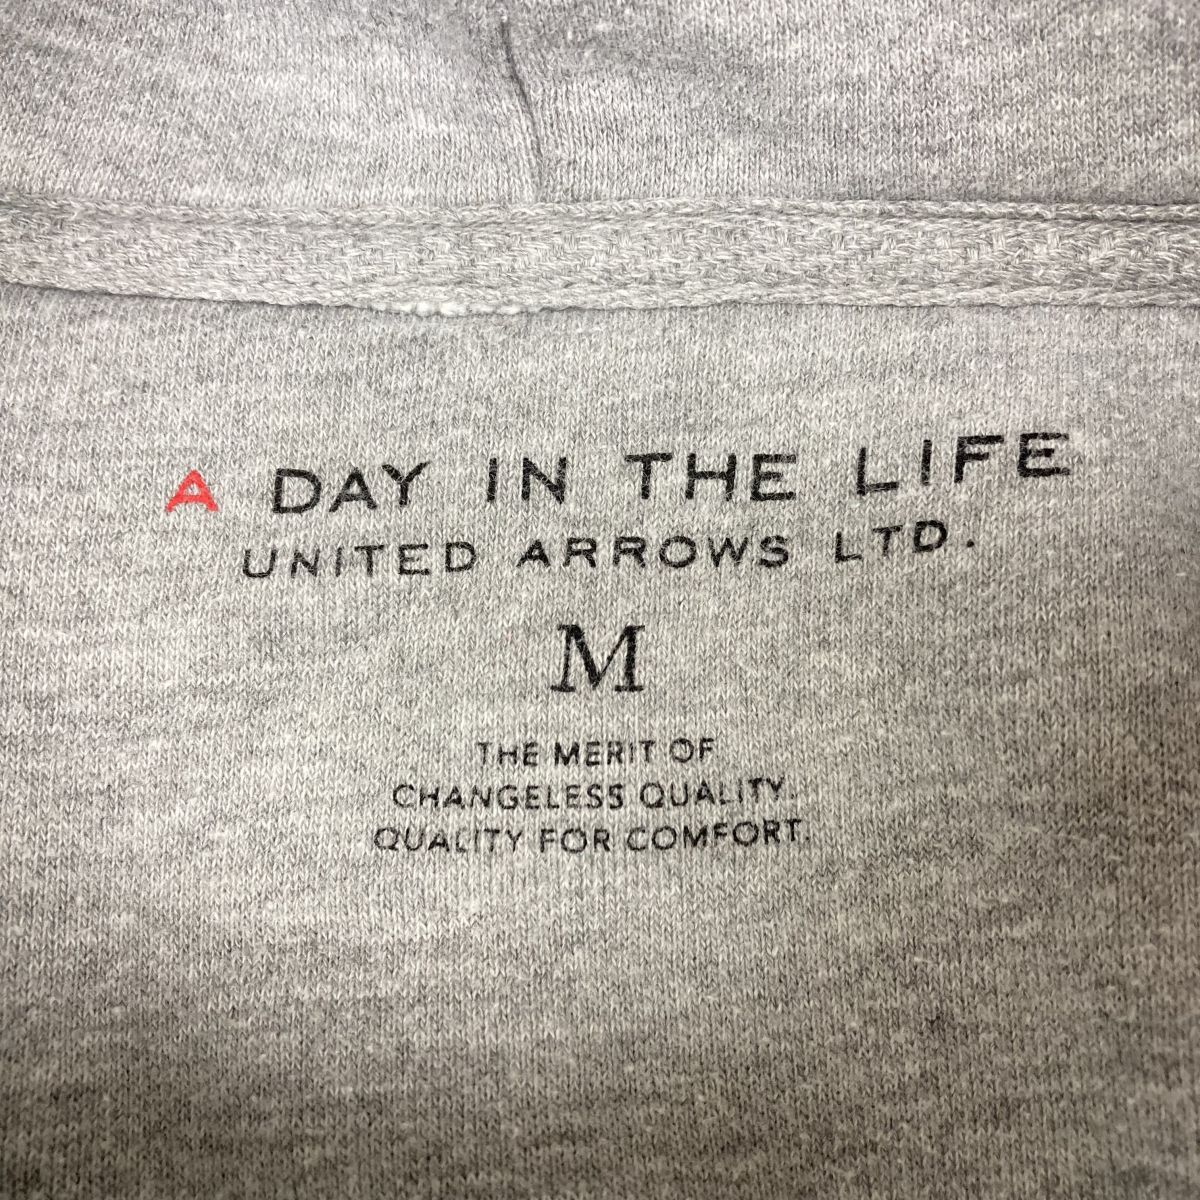 A DAY IN THE LIFE
UNITED ARROWS LTD.
M
THE MERIT OF
CHANGELESS QUALITY.
QUALITY FOR COMFORT.